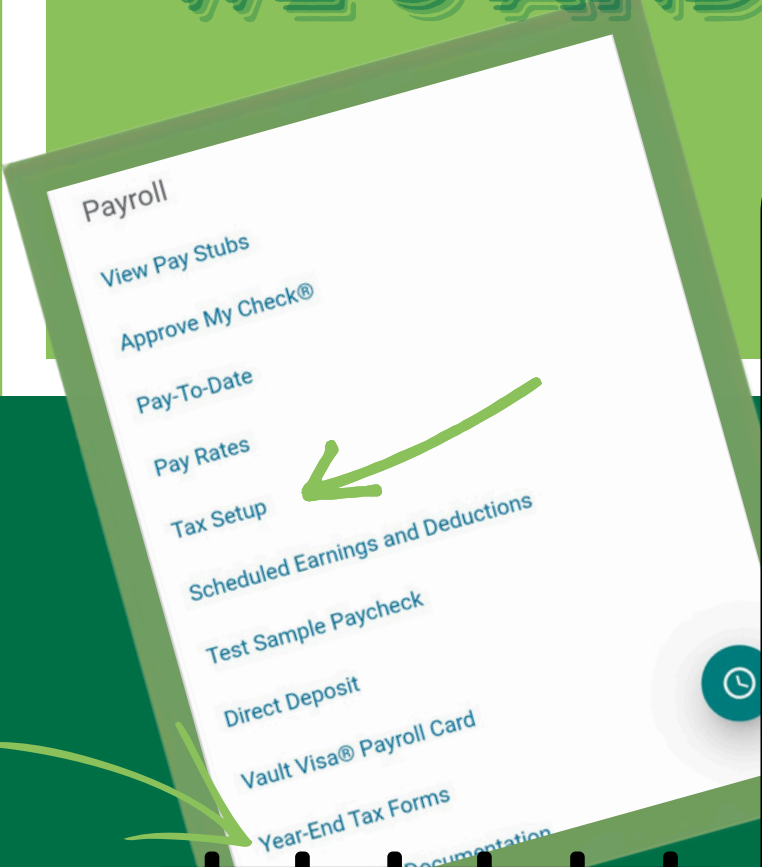 Payroll
View Pay Stubs
Approve My Check®
Pay-To-Date
Pay Rates
Tax Setup
Scheduled Earnings and Deductions
Test Sample Paycheck
Direct Deposit
Vault Visa® Payroll Card
Year-End Tax Forms
Documentation